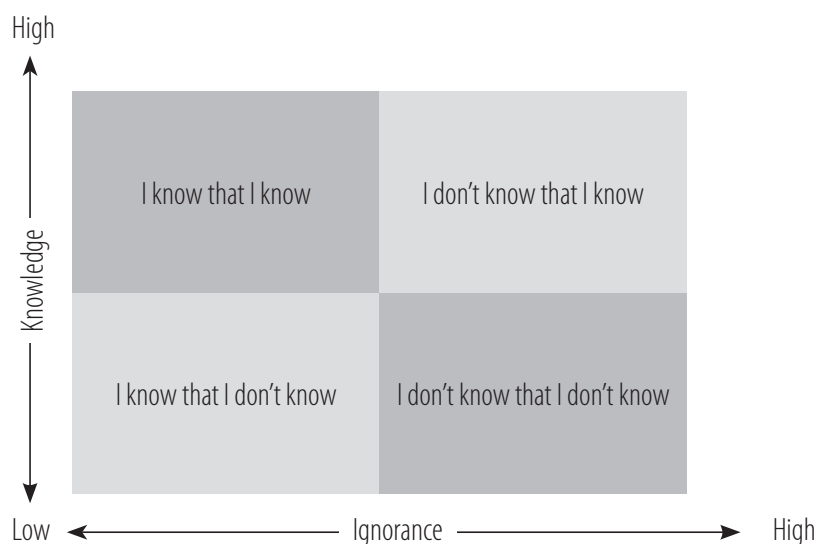 High
I know that I know
I don’t know that I know
Knowledge
I know that I don’t know
I don’t know that I don’t know
Low
Ignorance
High